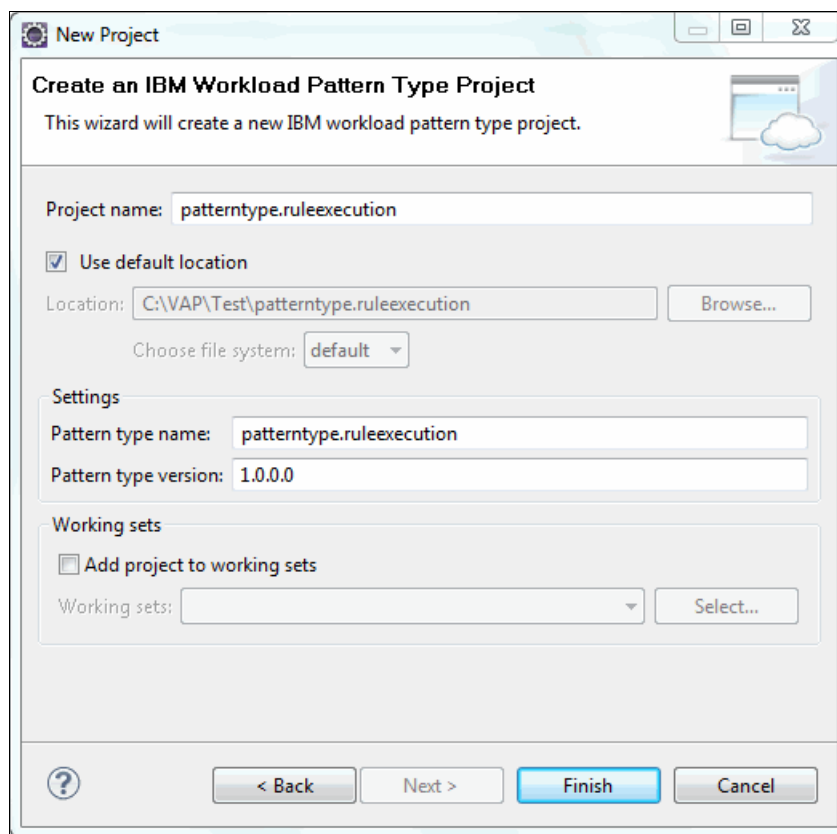 New Project
Create an IBM Workload Pattern Type Project
This wizard will create a new IBM workload pattern type project.
Project name: patterntype.ruleexecution
Use default location
Location: C:\VAP\Test\patterntype.ruleexecution Browse...
Choose file system: default
Settings
Pattern type name: patterntype.ruleexecution
Pattern type version: 1.0.0.0
Working sets
Add project to working sets
Working sets: Select...
? < Back Next > Finish Cancel